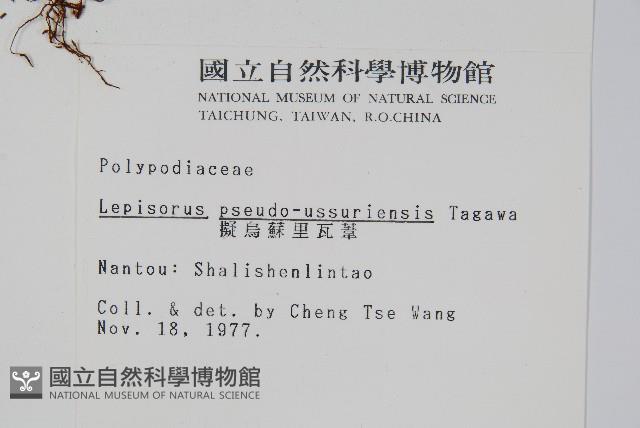 國立自然科學博物館
NATIONAL MUSEUM OF NATURAL SCIENCE
TAICHUNG, TAIWAN, R.O.CHINA
Polypodiaceae
Lepisorus pseudo-ussuriensis Tagawa
擬烏蘇里瓦葦
Nantou: Shalishenlintao
Coll. & det. by Cheng Tse Wang
Nov. 18, 1977.
國立自然科學博物館
NATIONAL MUSEUM OF NATURAL SCIENCE